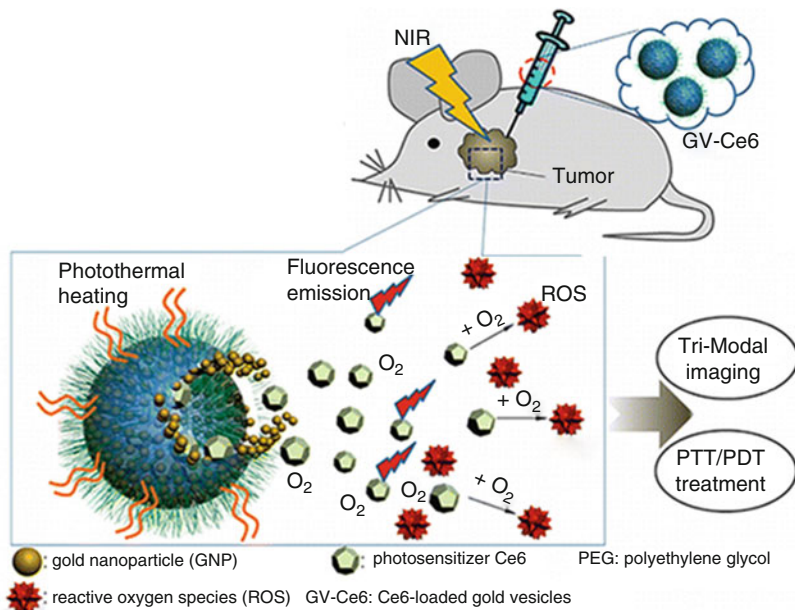 NIR
GV-Ce6
Tumor
Photothermal
heating
Fluorescence
emission
ROS
+ O2
O2
+ O2
O2
O2
O2
+ O2
Tri-Modal
imaging
PTT/PDT
treatment
: gold nanoparticle (GNP)
: photosensitizer Ce6
PEG: polyethylene glycol
: reactive oxygen species (ROS) GV-Ce6: Ce6-loaded gold vesicles